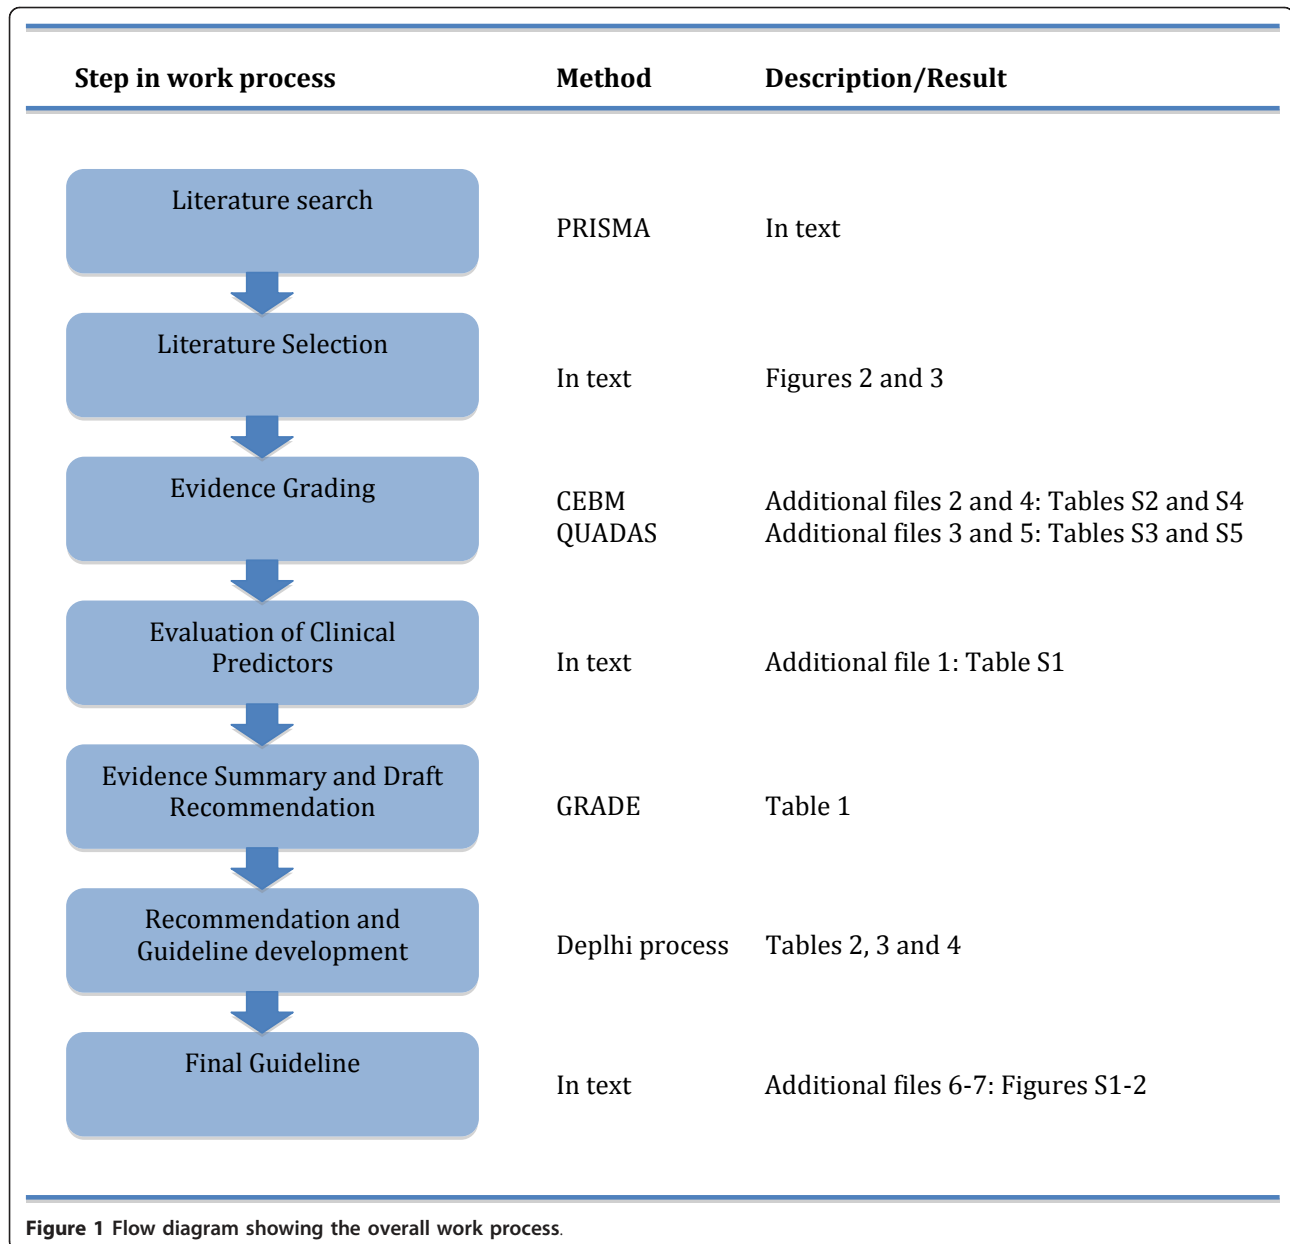 Step in work process Method Description/Result
Literature search
PRISMA In text
Literature Selection
In text Figures 2 and 3
Evidence Grading
CEBM Additional files 2 and 4: Tables S2 and S4
QUADAS Additional files 3 and 5: Tables S3 and S5
Evaluation of Clinical
Predictors
In text Additional file 1: Table S1
Evidence Summary and Draft
Recommendation
GRADE Table 1
Recommendation and
Guideline development
Deplhi process Tables 2, 3 and 4
Final Guideline
In text Additional files 6-7: Figures S1-2
Figure 1 Flow diagram showing the overall work process.